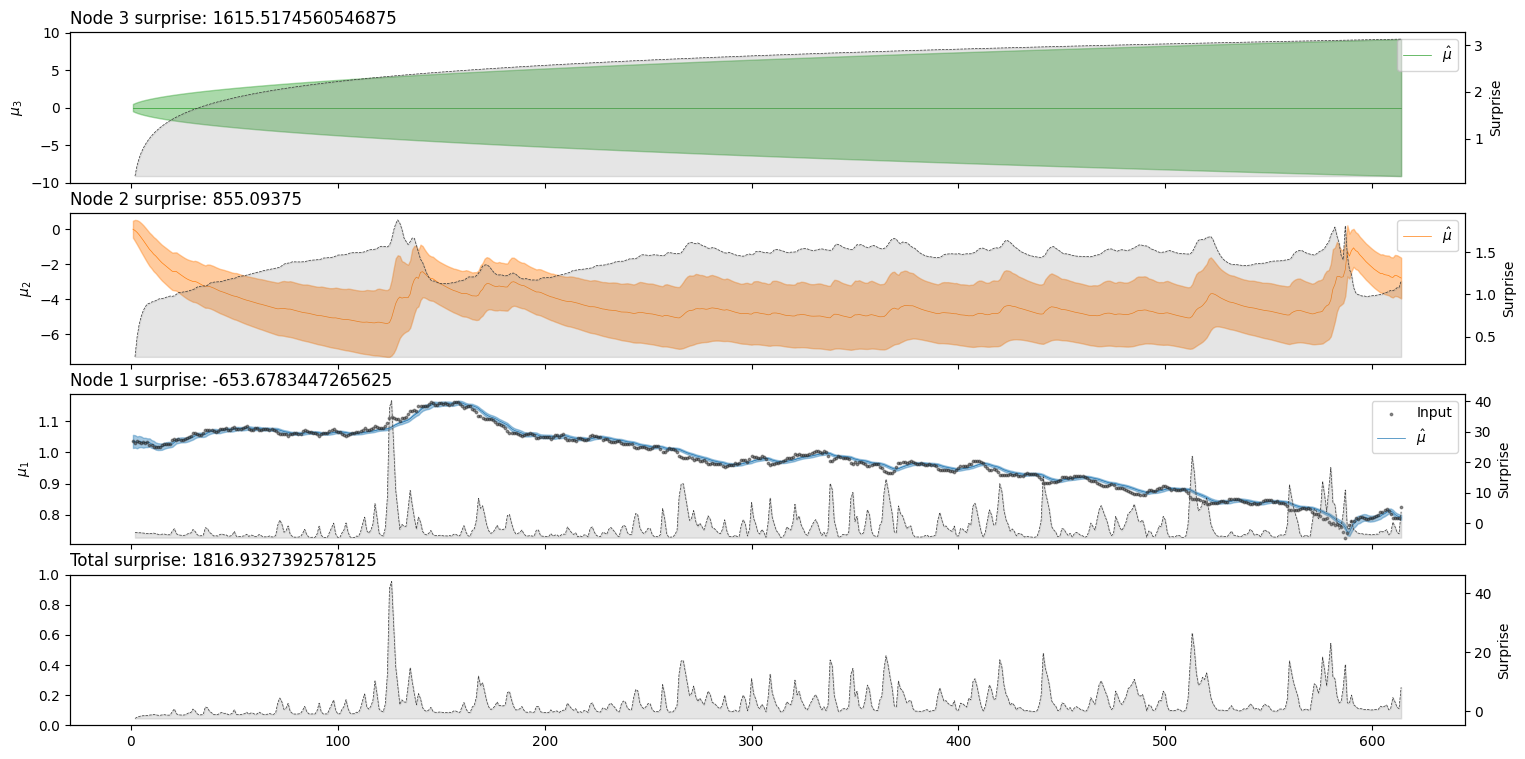 Node 3 surprise: 1615.5174560546875
10
5
0
−5
−10
μ3
μ̂
3
2
1
Surprise
Node 2 surprise: 855.09375
0
−2
−4
−6
μ2
μ̂
1.5
1.0
0.5
Surprise
Node 1 surprise: -653.6783447265625
1.1
1.0
0.9
0.8
μ1
Input
μ̂
40
30
20
10
0
Surprise
Total surprise: 1816.9327392578125
1.0
0.8
0.6
0.4
0.2
0.0
40
20
0
Surprise
0 100 200 300 400 500 600